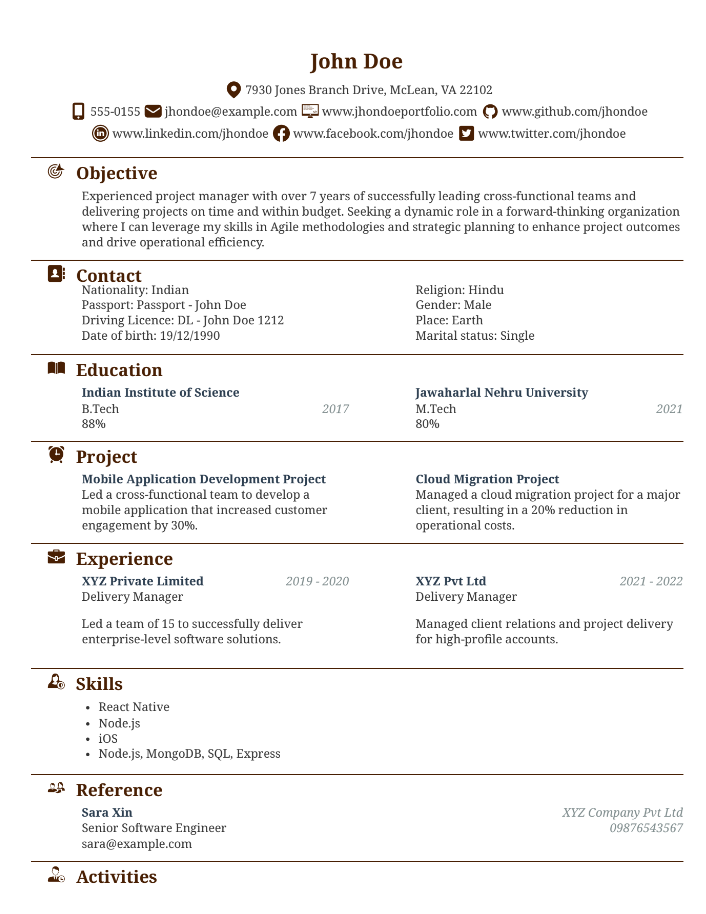 John Doe
7930 Jones Branch Drive, McLean, VA 22102
555-0155 jhondoe@example.com www.jhondoeportfolio.com www.github.com/jhondoe
www.linkedin.com/jhondoe www.facebook.com/jhondoe www.twitter.com/jhondoe
Objective
Experienced project manager with over 7 years of successfully leading cross-functional teams and
delivering projects on time and within budget. Seeking a dynamic role in a forward-thinking organization
where I can leverage my skills in Agile methodologies and strategic planning to enhance project outcomes
and drive operational efficiency.
Contact
Nationality: Indian
Passport: Passport - John Doe
Driving Licence: DL - John Doe 1212
Date of birth: 19/12/1990
Religion: Hindu
Gender: Male
Place: Earth
Marital status: Single
Education
Indian Institute of Science
B.Tech 2017
88%
Jawaharlal Nehru University
M.Tech 2021
80%
Project
Mobile Application Development Project
Led a cross-functional team to develop a
mobile application that increased customer
engagement by 30%.
Cloud Migration Project
Managed a cloud migration project for a major
client, resulting in a 20% reduction in
operational costs.
Experience
XYZ Private Limited 2019 - 2020
Delivery Manager
Led a team of 15 to successfully deliver
enterprise-level software solutions.
XYZ Pvt Ltd 2021 - 2022
Delivery Manager
Managed client relations and project delivery
for high-profile accounts.
Skills
• React Native
• Node.js
• iOS
• Node.js, MongoDB, SQL, Express
Reference
Sara Xin XYZ Company Pvt Ltd
Senior Software Engineer 09876543567
sara@example.com
Activities